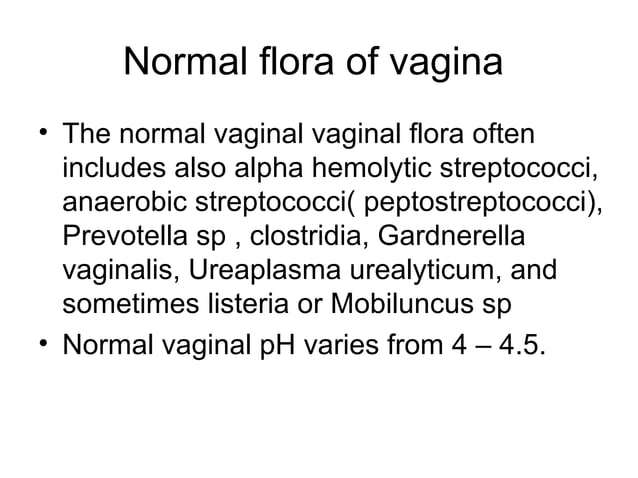 Normal flora of vagina
• The normal vaginal vaginal flora often
includes also alpha hemolytic streptococci,
anaerobic streptococci( peptostreptococci),
Prevotella sp , clostridia, Gardnerella
vaginalis, Ureaplasma urealyticum, and
sometimes listeria or Mobiluncus sp
• Normal vaginal pH varies from 4 – 4.5.